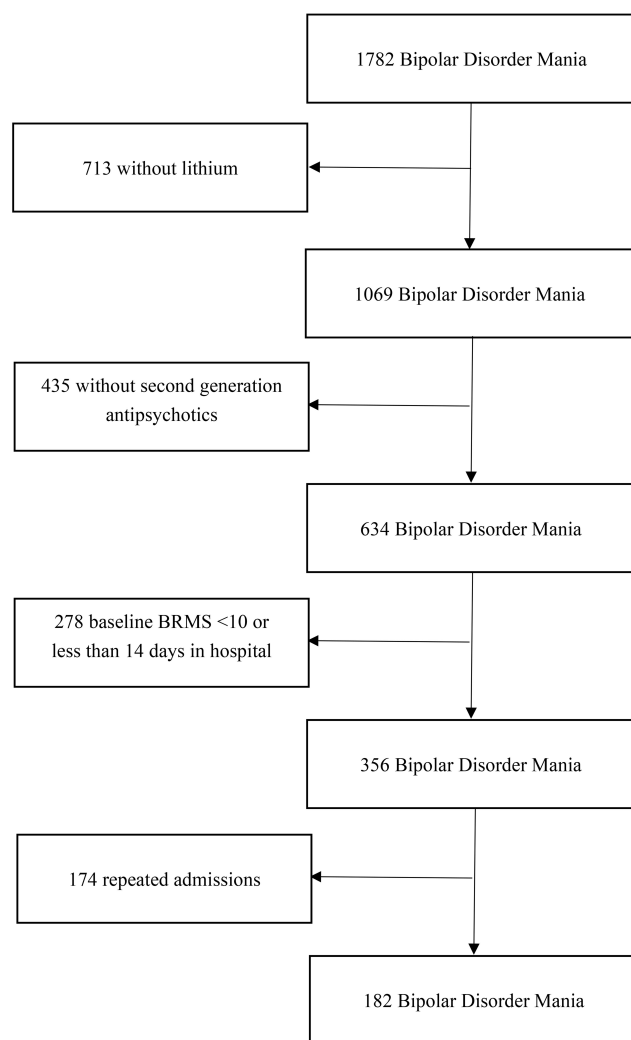 1782 Bipolar Disorder Mania
713 without lithium
1069 Bipolar Disorder Mania
435 without second generation
antipsychotics
634 Bipolar Disorder Mania
278 baseline BRMS <10 or
less than 14 days in hospital
356 Bipolar Disorder Mania
174 repeated admissions
182 Bipolar Disorder Mania